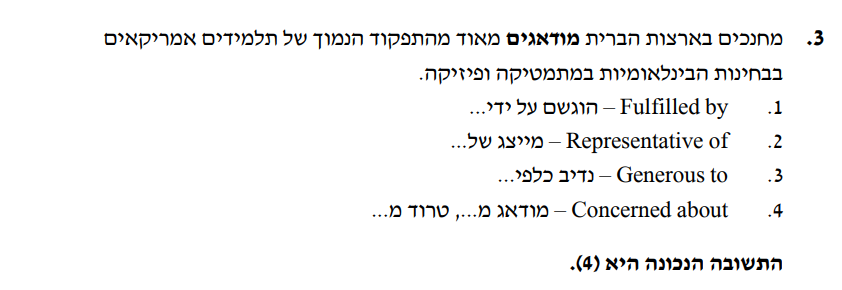 3. מחנכים בארצות הברית מודאגים מאוד מהתפקוד הנמוך של תלמידים אמריקאים
בבחינות הבינלאומיות במתמטיקה ופיזיקה.
1. Fulfilled by – הוגשם על ידי...
2. Representative of – מייצג של...
3. Generous to – נדיב כלפי...
4. Concerned about – מודאג מ..., טרוד מ...
התשובה הנכונה היא (4).